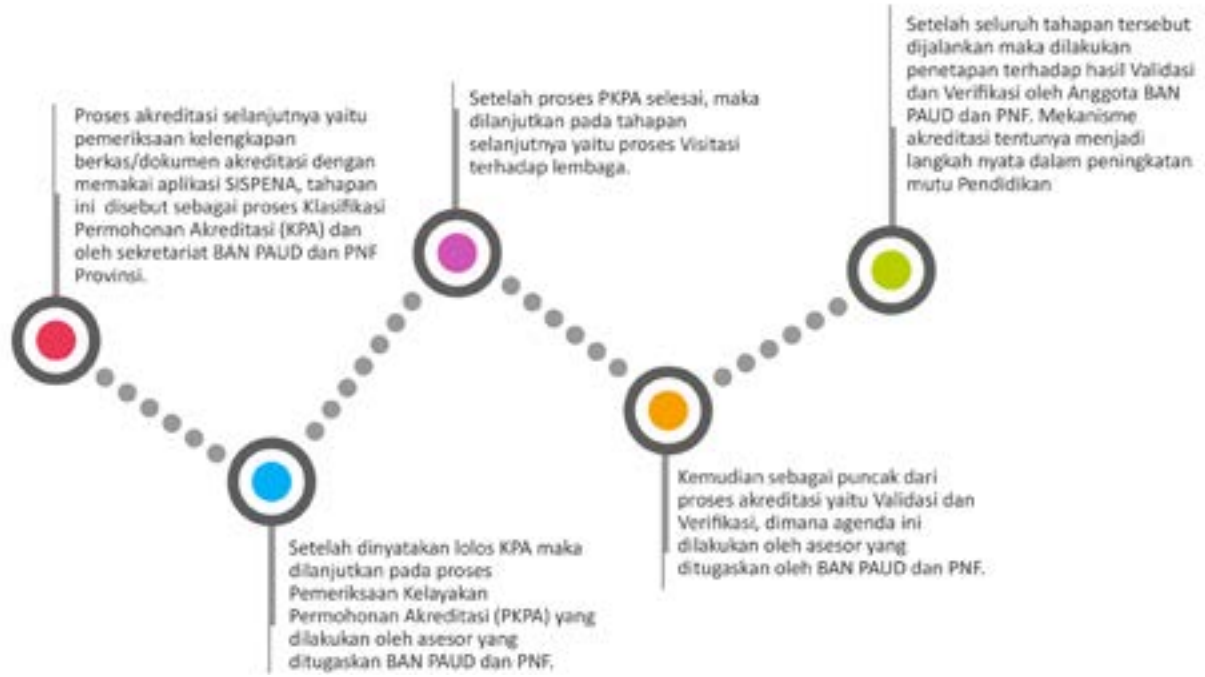 Proses akreditasi selanjutnya yaitu
pemeriksaan kelengkapan
berkas/dokumen akreditasi dengan
memakai aplikasi SISPENA, tahapan
ini disebut sebagai proses Klasifikasi
Permohonan Akreditasi (KPA) dan
oleh sekretariat BAN PAUD dan PNF
Provinsi.
Setelah dinyatakan lolos KPA maka
dilanjutkan pada proses
Pemeriksaan Kelayakan
Permohonan Akreditasi (PKPA) yang
dilakukan oleh asesor yang
ditugaskan BAN PAUD dan PNF.
Setelah proses PKPA selesai, maka
dilanjutkan pada tahapan
selanjutnya yaitu proses Visitasi
terhadap lembaga.
Kemudian sebagai puncak dari
proses akreditasi yaitu Validasi dan
Verifikasi, dimana agenda ini
dilakukan oleh asesor yang
ditugaskan oleh BAN PAUD dan PNF.
Setelah seluruh tahapan tersebut
dijalankan maka dilakukan
penetapan terhadap hasil Validasi
dan Verifikasi oleh Anggota BAN
PAUD dan PNF. Mekanisme
akreditasi tentunya menjadi
langkah nyata dalam peningkatan
mutu Pendidikan